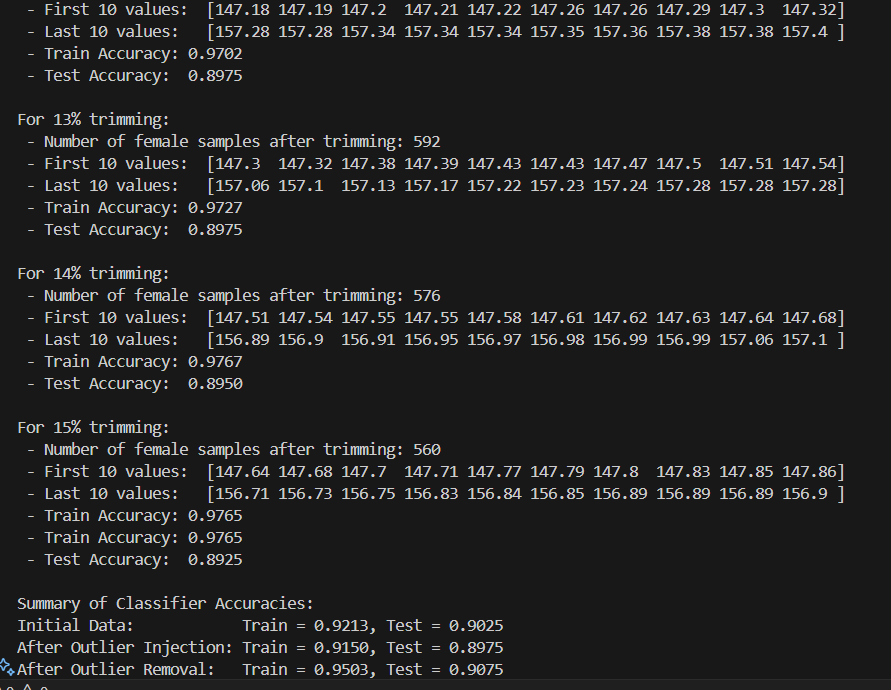 - First 10 values:  [147.18 147.19 147.2  147.21 147.22 147.26 147.26 147.29 147.3  147.32]
- Last 10 values:   [157.28 157.28 157.34 157.34 157.34 157.35 157.36 157.38 157.38 157.4 ]
- Train Accuracy: 0.9702
- Test Accuracy:  0.8975
For 13% trimming:
- Number of female samples after trimming: 592
- First 10 values:  [147.3  147.32 147.38 147.39 147.43 147.43 147.47 147.5  147.51 147.54]
- Last 10 values:   [157.06 157.1  157.13 157.17 157.22 157.23 157.24 157.28 157.28 157.28]
- Train Accuracy: 0.9727
- Test Accuracy:  0.8975
For 14% trimming:
- Number of female samples after trimming: 576
- First 10 values:  [147.51 147.54 147.55 147.55 147.58 147.61 147.62 147.63 147.64 147.68]
- Last 10 values:   [156.89 156.9  156.91 156.95 156.97 156.98 156.99 156.99 157.06 157.1 ]
- Train Accuracy: 0.9767
- Test Accuracy:  0.8950
For 15% trimming:
- Number of female samples after trimming: 560
- First 10 values:  [147.64 147.68 147.7  147.71 147.77 147.79 147.8  147.83 147.85 147.86]
- Last 10 values:   [156.71 156.73 156.75 156.83 156.84 156.85 156.89 156.89 156.89 156.9 ]
- Train Accuracy: 0.9765
- Train Accuracy: 0.9765
- Test Accuracy:  0.8925
Summary of Classifier Accuracies:
Initial Data:            Train = 0.9213, Test = 0.9025
After Outlier Injection: Train = 0.9150, Test = 0.8975
After Outlier Removal:   Train = 0.9503, Test = 0.9075